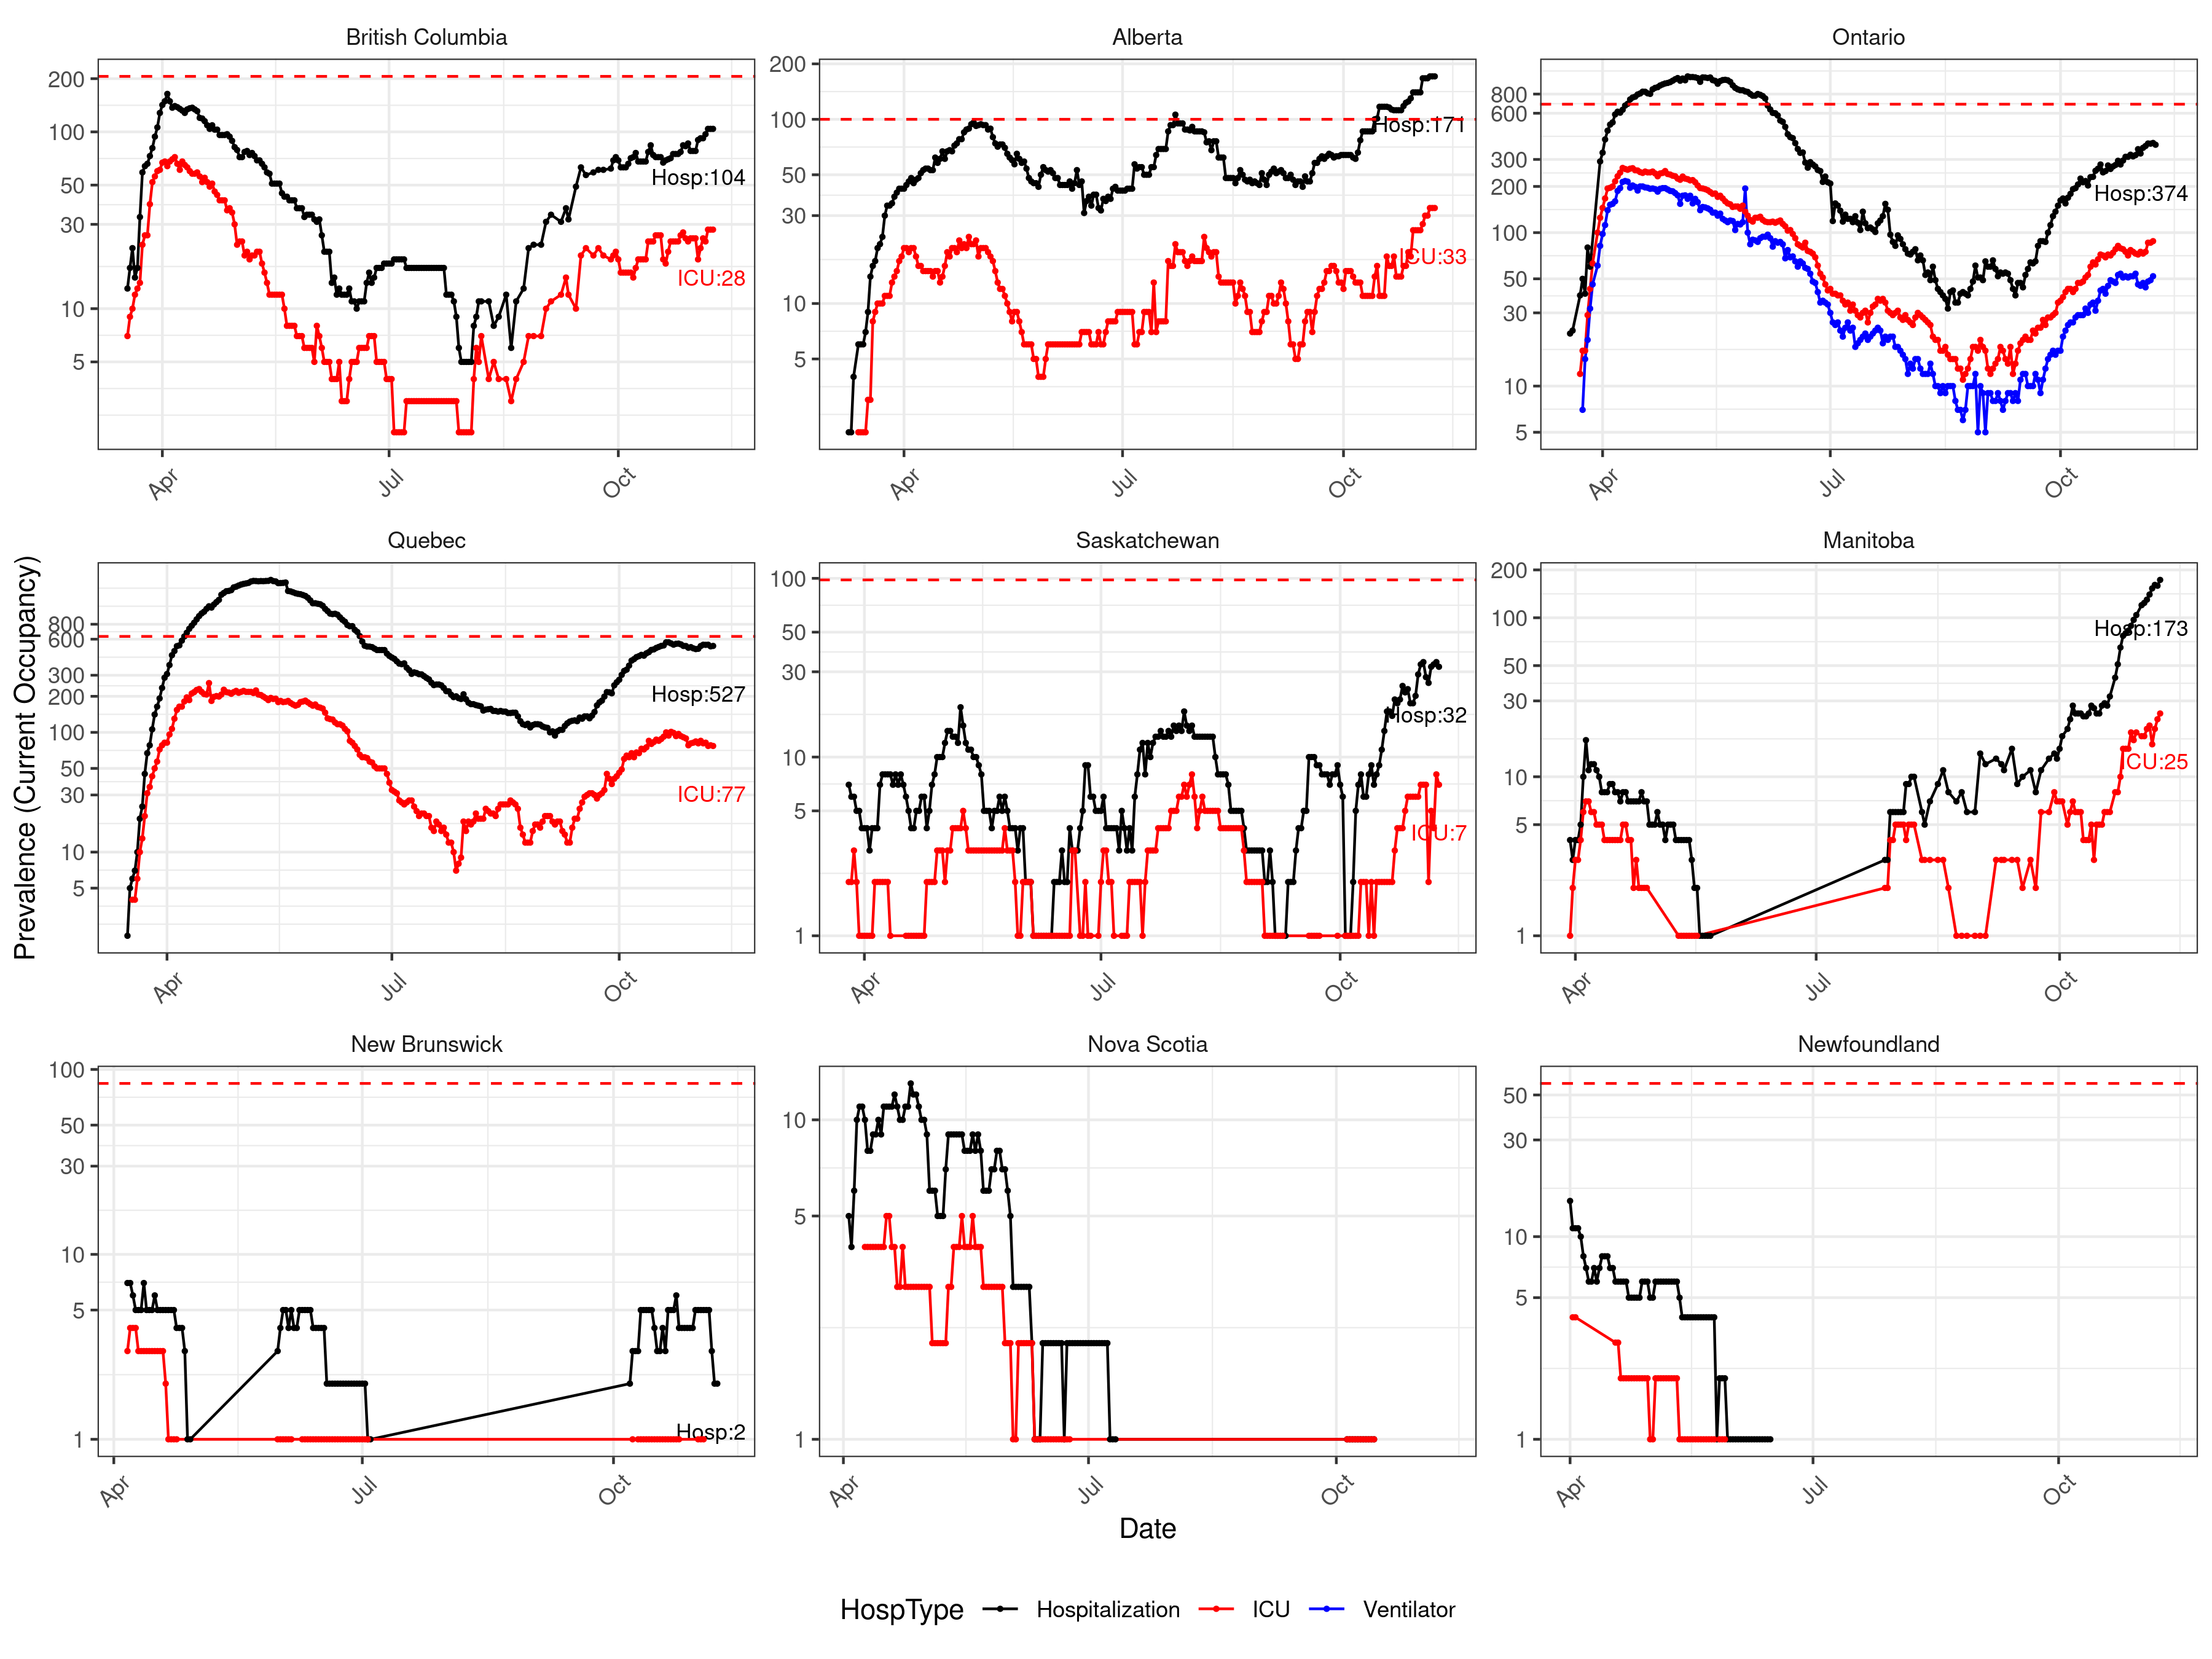 British Columbia
200
100
50
30
10
5
Hosp:104
ICU:28
Apr
Jul
Oct
Alberta
200
100
50
30
10
5
Hosp:171
ICU:33
Apr
Jul
Oct
Ontario
800
600
300
200
100
50
30
10
5
Hosp:374
Apr
Jul
Oct
Prevalence (Current Occupancy)
Quebec
800
600
300
200
100
50
30
10
5
Hosp:527
ICU:77
Apr
Jul
Oct
Saskatchewan
100
50
30
10
5
1
Hosp:32
ICU:7
Apr
Jul
Oct
Manitoba
200
100
50
30
10
5
1
Hosp:173
ICU:25
Apr
Jul
Oct
New Brunswick
100
50
30
10
5
1
Hosp:2
Apr
Jul
Oct
Nova Scotia
10
5
1
Apr
Jul
Oct
Newfoundland
50
30
10
5
1
Apr
Jul
Oct
Date
HospType Hospitalization ICU Ventilator